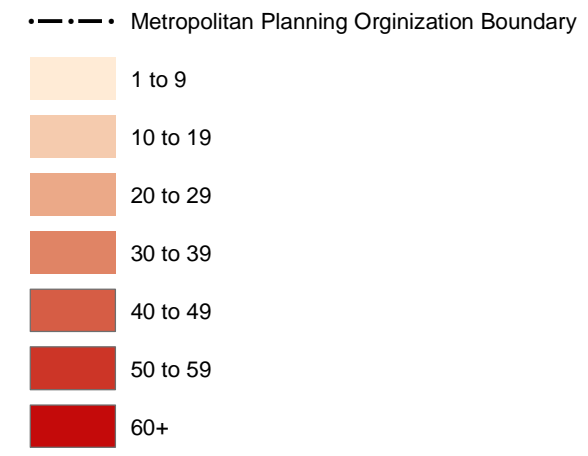 Metropolitan Planning Orginization Boundary
1 to 9
10 to 19
20 to 29
30 to 39
40 to 49
50 to 59
60+